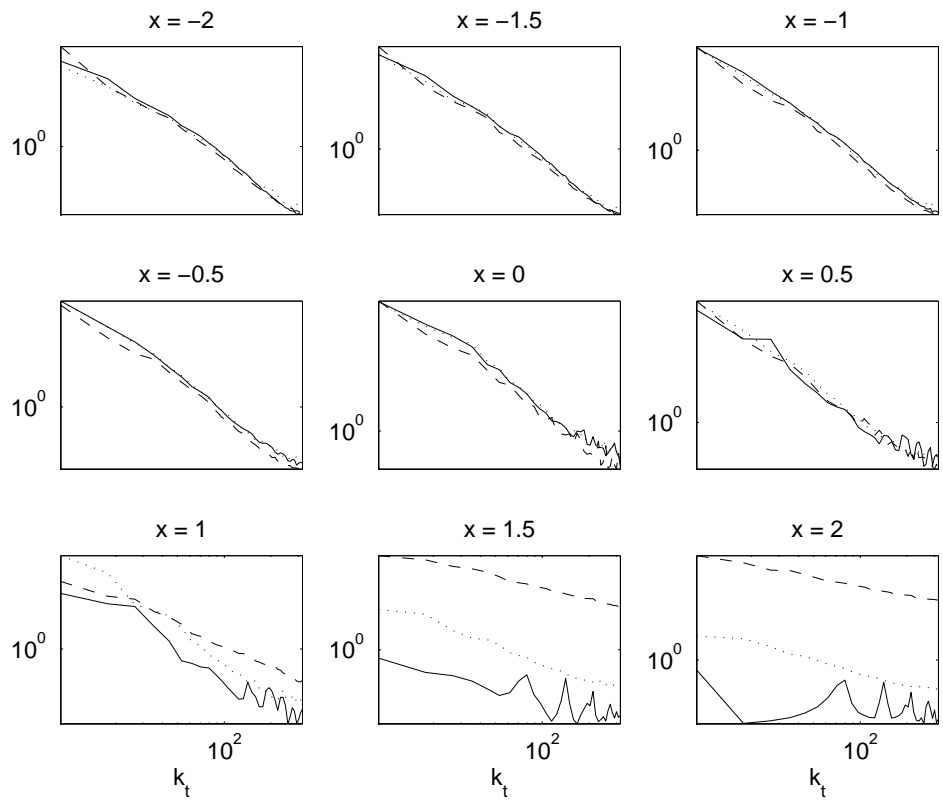 x = −2
x = −1.5
x = −1
10^0
10^0
10^0
x = −0.5
x = 0
x = 0.5
10^0
10^0
10^0
x = 1
x = 1.5
x = 2
10^0
10^0
10^0
10^2
10^2
10^2
k_t
k_t
k_t